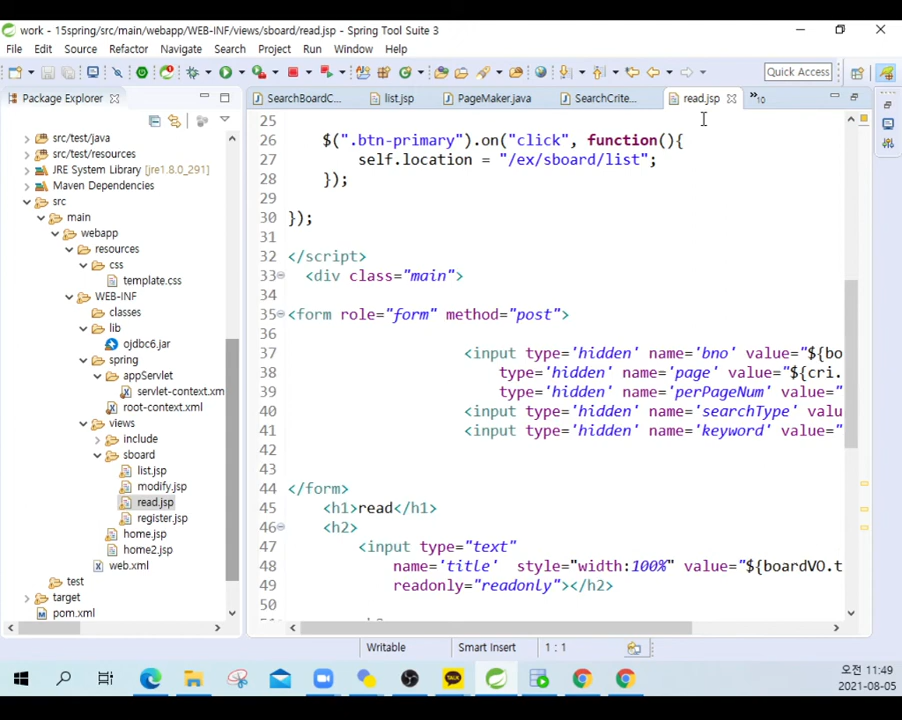 work - 15spring/src/main/webapp/WEB-INF/views/sboard/read.jsp - Spring Tool Suite 3
File Edit Source Refactor Navigate Search Project Run Window Help
Quick Access
Package Explorer
SearchBoardC... list.jsp PageMaker.java SearchCrite... read.jsp »10
src/test/java
src/test/resources
JRE System Library [jre1.8.0_291]
Maven Dependencies
src
main
webapp
resources
css
template.css
WEB-INF
classes
lib
ojdbc6.jar
spring
appServlet
servlet-context.xm
root-context.xml
views
include
sboard
list.jsp
modify.jsp
read.jsp
register.jsp
home.jsp
home2.jsp
web.xml
test
target
pom.xml
25
26 $(".btn-primary").on("click", function(){
27 self.location = "/ex/sboard/list";
28 });
29
30 });
31
32 </script>
33 <div class="main">
34
35 <form role="form" method="post">
36
37 <input type='hidden' name='bno' value="${bo
38 type='hidden' name='page' value="${cri.
39 type='hidden' name='perPageNum' value="
40 <input type='hidden' name='searchType' valu
41 <input type='hidden' name='keyword' value="
42
43
44 </form>
45 <h1>read</h1>
46 <h2>
47 <input type="text"
48 name='title' style="width:100%" value="${boardVO.t
49 readonly="readonly"></h2>
50
Writable Smart Insert 1 : 1
TALK
오전 11:49
2021-08-05